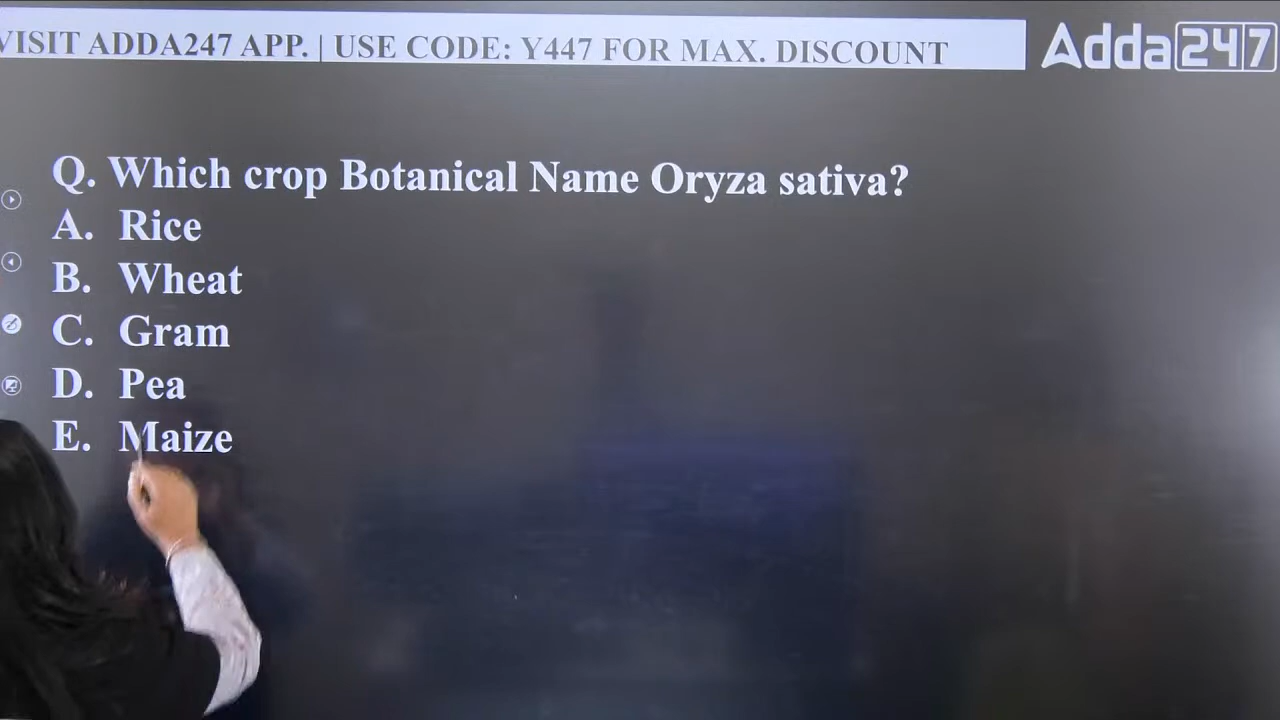 VISIT ADDA247 APP. | USE CODE: Y447 FOR MAX. DISCOUNT
Adda247
Q. Which crop Botanical Name Oryza sativa?
A. Rice
B. Wheat
C. Gram
D. Pea
E. Maize